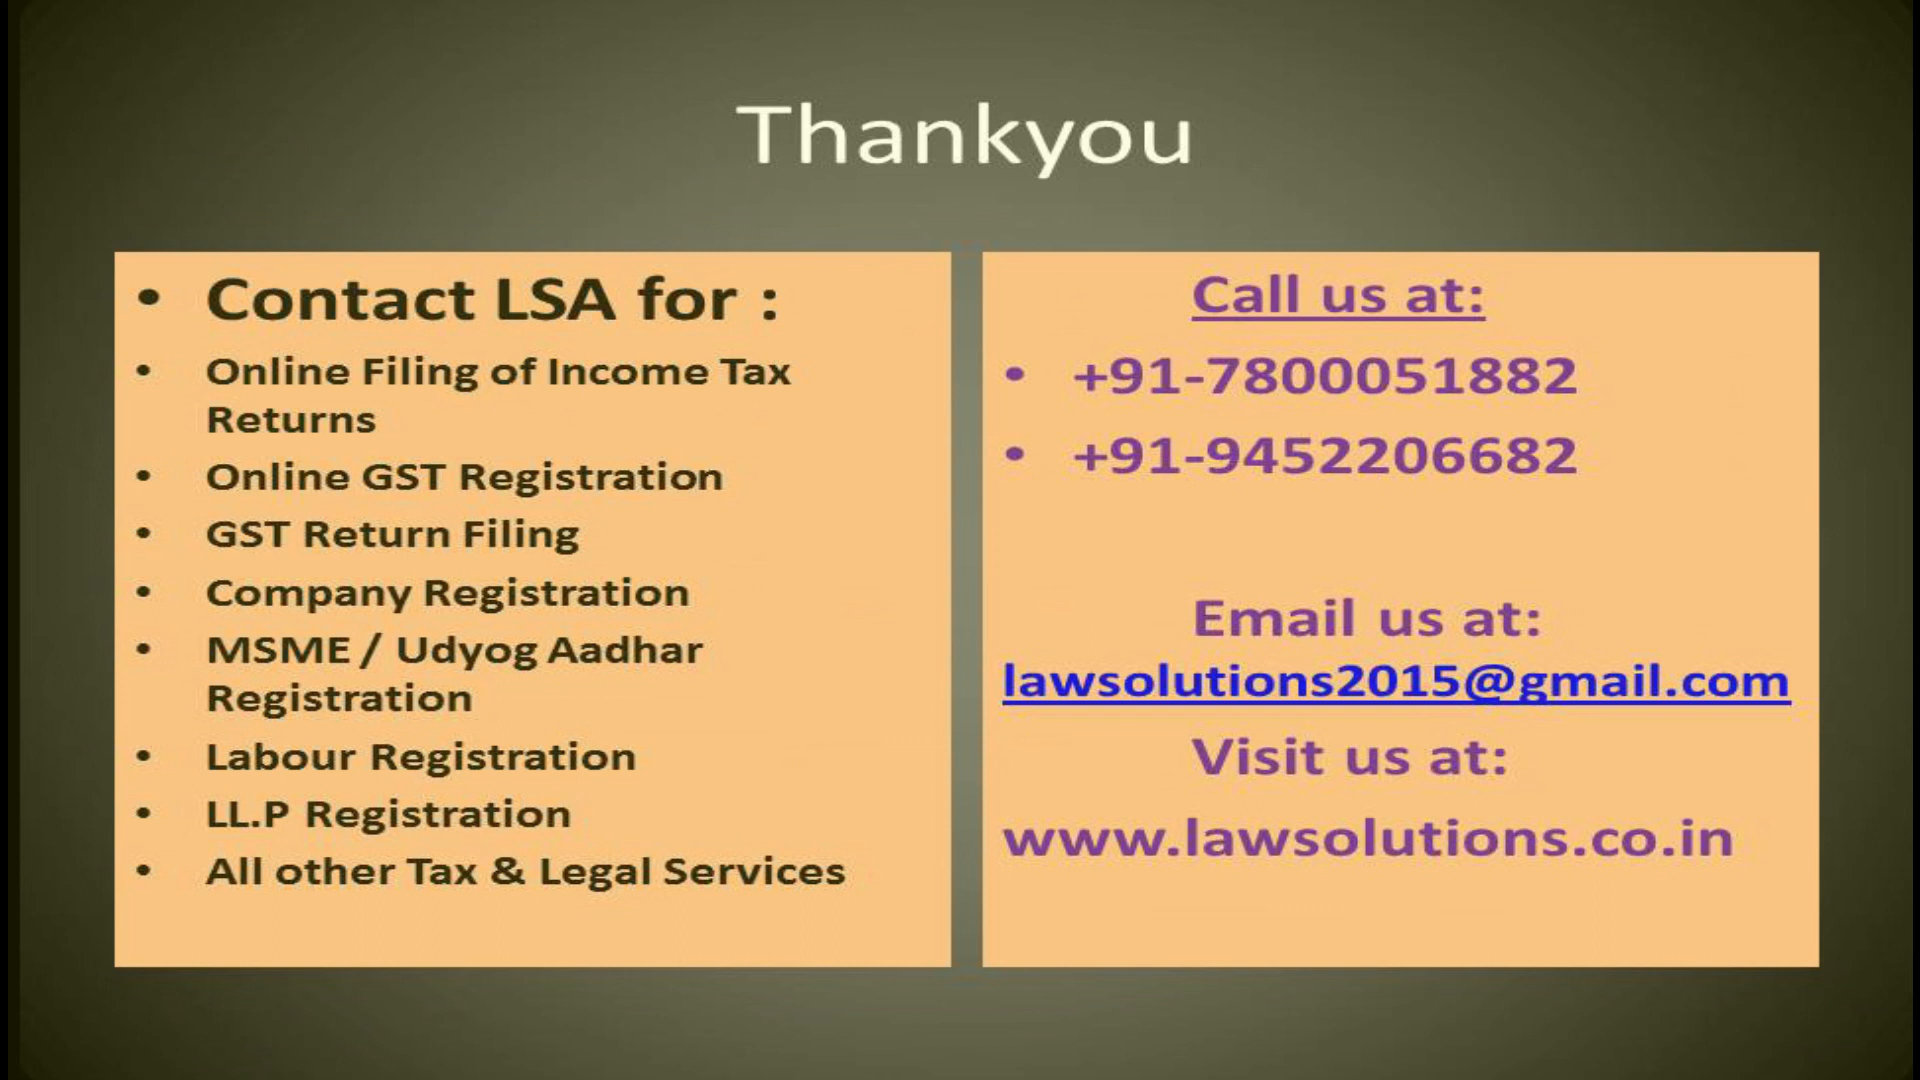 Thankyou
• Contact LSA for :
• Online Filing of Income Tax
Returns
• Online GST Registration
• GST Return Filing
• Company Registration
• MSME / Udyog Aadhar
Registration
• Labour Registration
• LL.P Registration
• All other Tax & Legal Services
Call us at:
• +91-7800051882
• +91-9452206682
Email us at:
lawsolutions2015@gmail.com
Visit us at:
www.lawsolutions.co.in